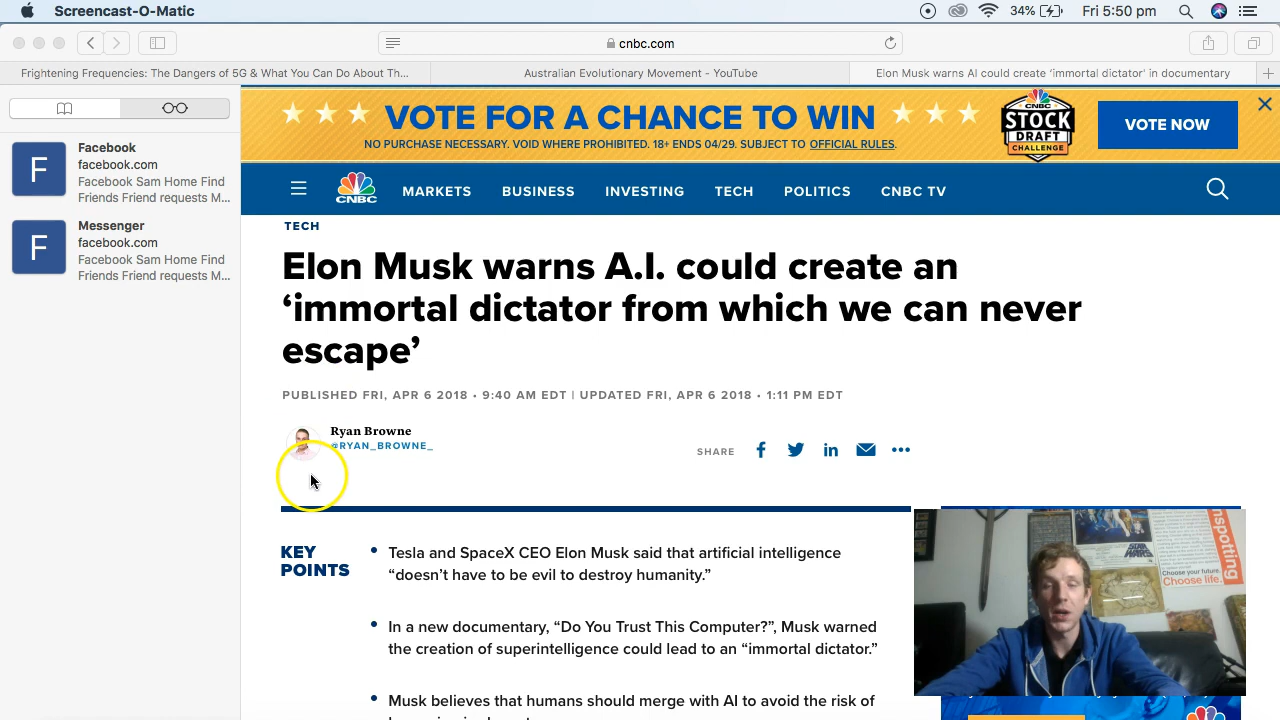 Screencast-O-Matic
34%
Fri 5:50 pm
cnbc.com
Frightening Frequencies: The Dangers of 5G & What You Can Do About Th...
Australian Evolutionary Movement - YouTube
Elon Musk warns AI could create 'immortal dictator' in documentary
F
Facebook
facebook.com
Facebook Sam Home Find
Friends Friend requests M...
F
Messenger
facebook.com
Facebook Sam Home Find
Friends Friend requests M...
VOTE FOR A CHANCE TO WIN
NO PURCHASE NECESSARY. VOID WHERE PROHIBITED. 18+ ENDS 04/29. SUBJECT TO OFFICIAL RULES.
CNBC
STOCK
DRAFT
CHALLENGE
VOTE NOW
CNBC
MARKETS
BUSINESS
INVESTING
TECH
POLITICS
CNBC TV
TECH
Elon Musk warns A.I. could create an
‘immortal dictator from which we can never
escape’
PUBLISHED FRI, APR 6 2018 • 9:40 AM EDT | UPDATED FRI, APR 6 2018 • 1:11 PM EDT
Ryan Browne
@RYAN_BROWNE_
SHARE
KEY
POINTS
Tesla and SpaceX CEO Elon Musk said that artificial intelligence
“doesn’t have to be evil to destroy humanity.”
In a new documentary, “Do You Trust This Computer?”, Musk warned
the creation of superintelligence could lead to an “immortal dictator.”
Musk believes that humans should merge with AI to avoid the risk of
nspotting
STAR
WARS
Choose your future.
Choose life.